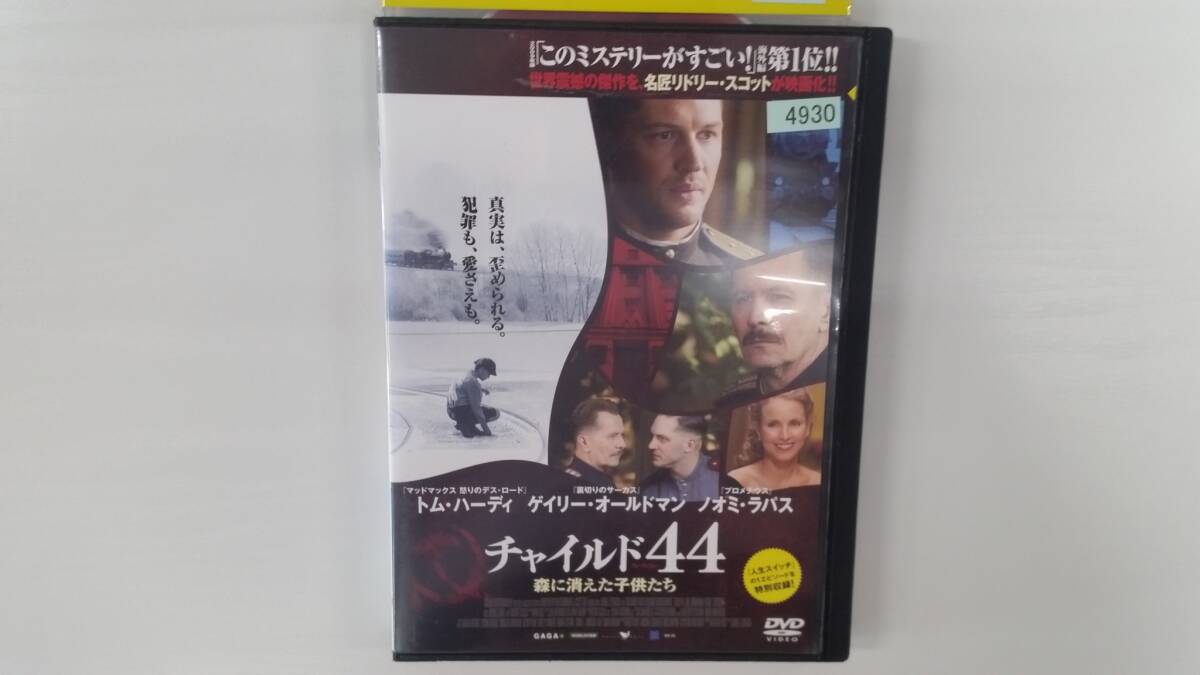 「このミステリーがすごい!」海外編 第1位!!
世界震撼の傑作を、名匠リドリー・スコットが映画化!!
4930
真実は、歪められる。
犯罪も、愛さえも。
『マッドマックス 怒りのデス・ロード』 『裏切りのサーカス』 『プロメテウス』
トム・ハーディ ゲイリー・オールドマン ノオミ・ラパス
チャイルド44
森に消えた子供たち
『人生スイッチ』
の1エピソードを
特別収録!
GAGA
DVD
VIDEO